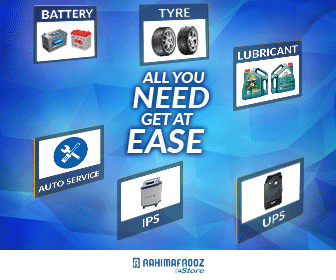 BATTERY
TYRE
LUBRICANT
ALL YOU
NEED
GET AT
EASE
AUTO SERVICE
IPS
UPS
RAHIMAFROOZ
eStore